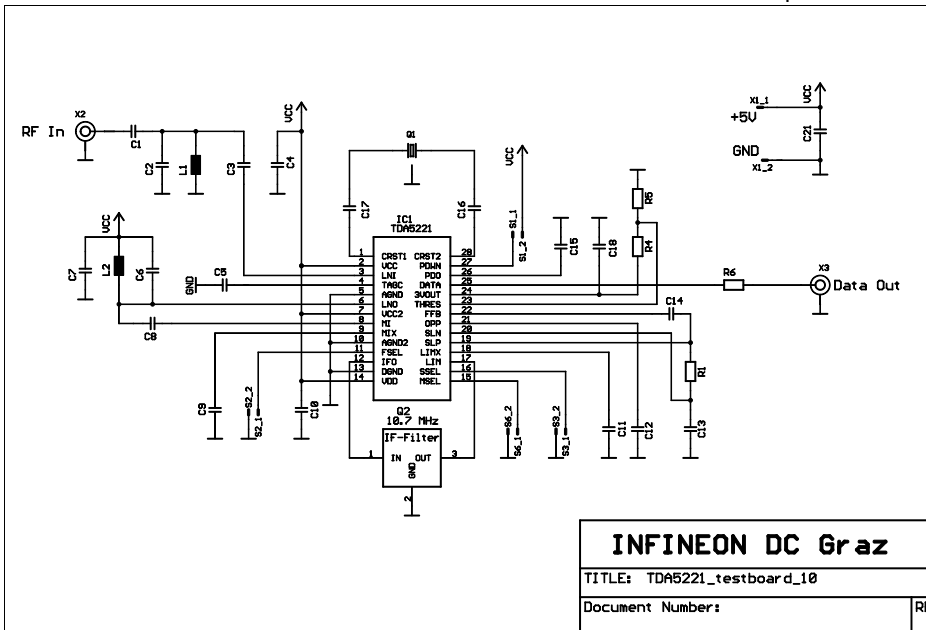 X2
RF In
C1
C2
L1
C3
C4
VCC
Q1
VCC
S1_1
S1_2
X1_1
+5V
VCC
C21
GND
X1_2
C17
C16
IC1
TDA5221
R5
R4
C15
C18
VCC
C7
L2
C6
GND
C5
C8
1 CRST1 CRST2 28
2 VCC PDWN 27
3 LNI PDO 26
4 TAGC DATA 25
5 AGND 3VOUT 24
6 LNO THRES 23
7 VCC2 FFB 22
8 MI OPP 21
9 MIX SLN 20
10 AGND2 SLP 19
11 FSEL LIMX 18
12 IFO LIM 17
13 DGND SSEL 16
14 VDD MSEL 15
R6
X3
Data Out
C14
R1
C9
S2_2
S2_1
C10
Q2
10.7 MHz
IF-Filter
1 IN OUT 3
GND
2
S6_2
S6_1
S3_2
S3_1
C11
C12
C13
INFINEON DC Graz
TITLE: TDA5221_testboard_10
Document Number: